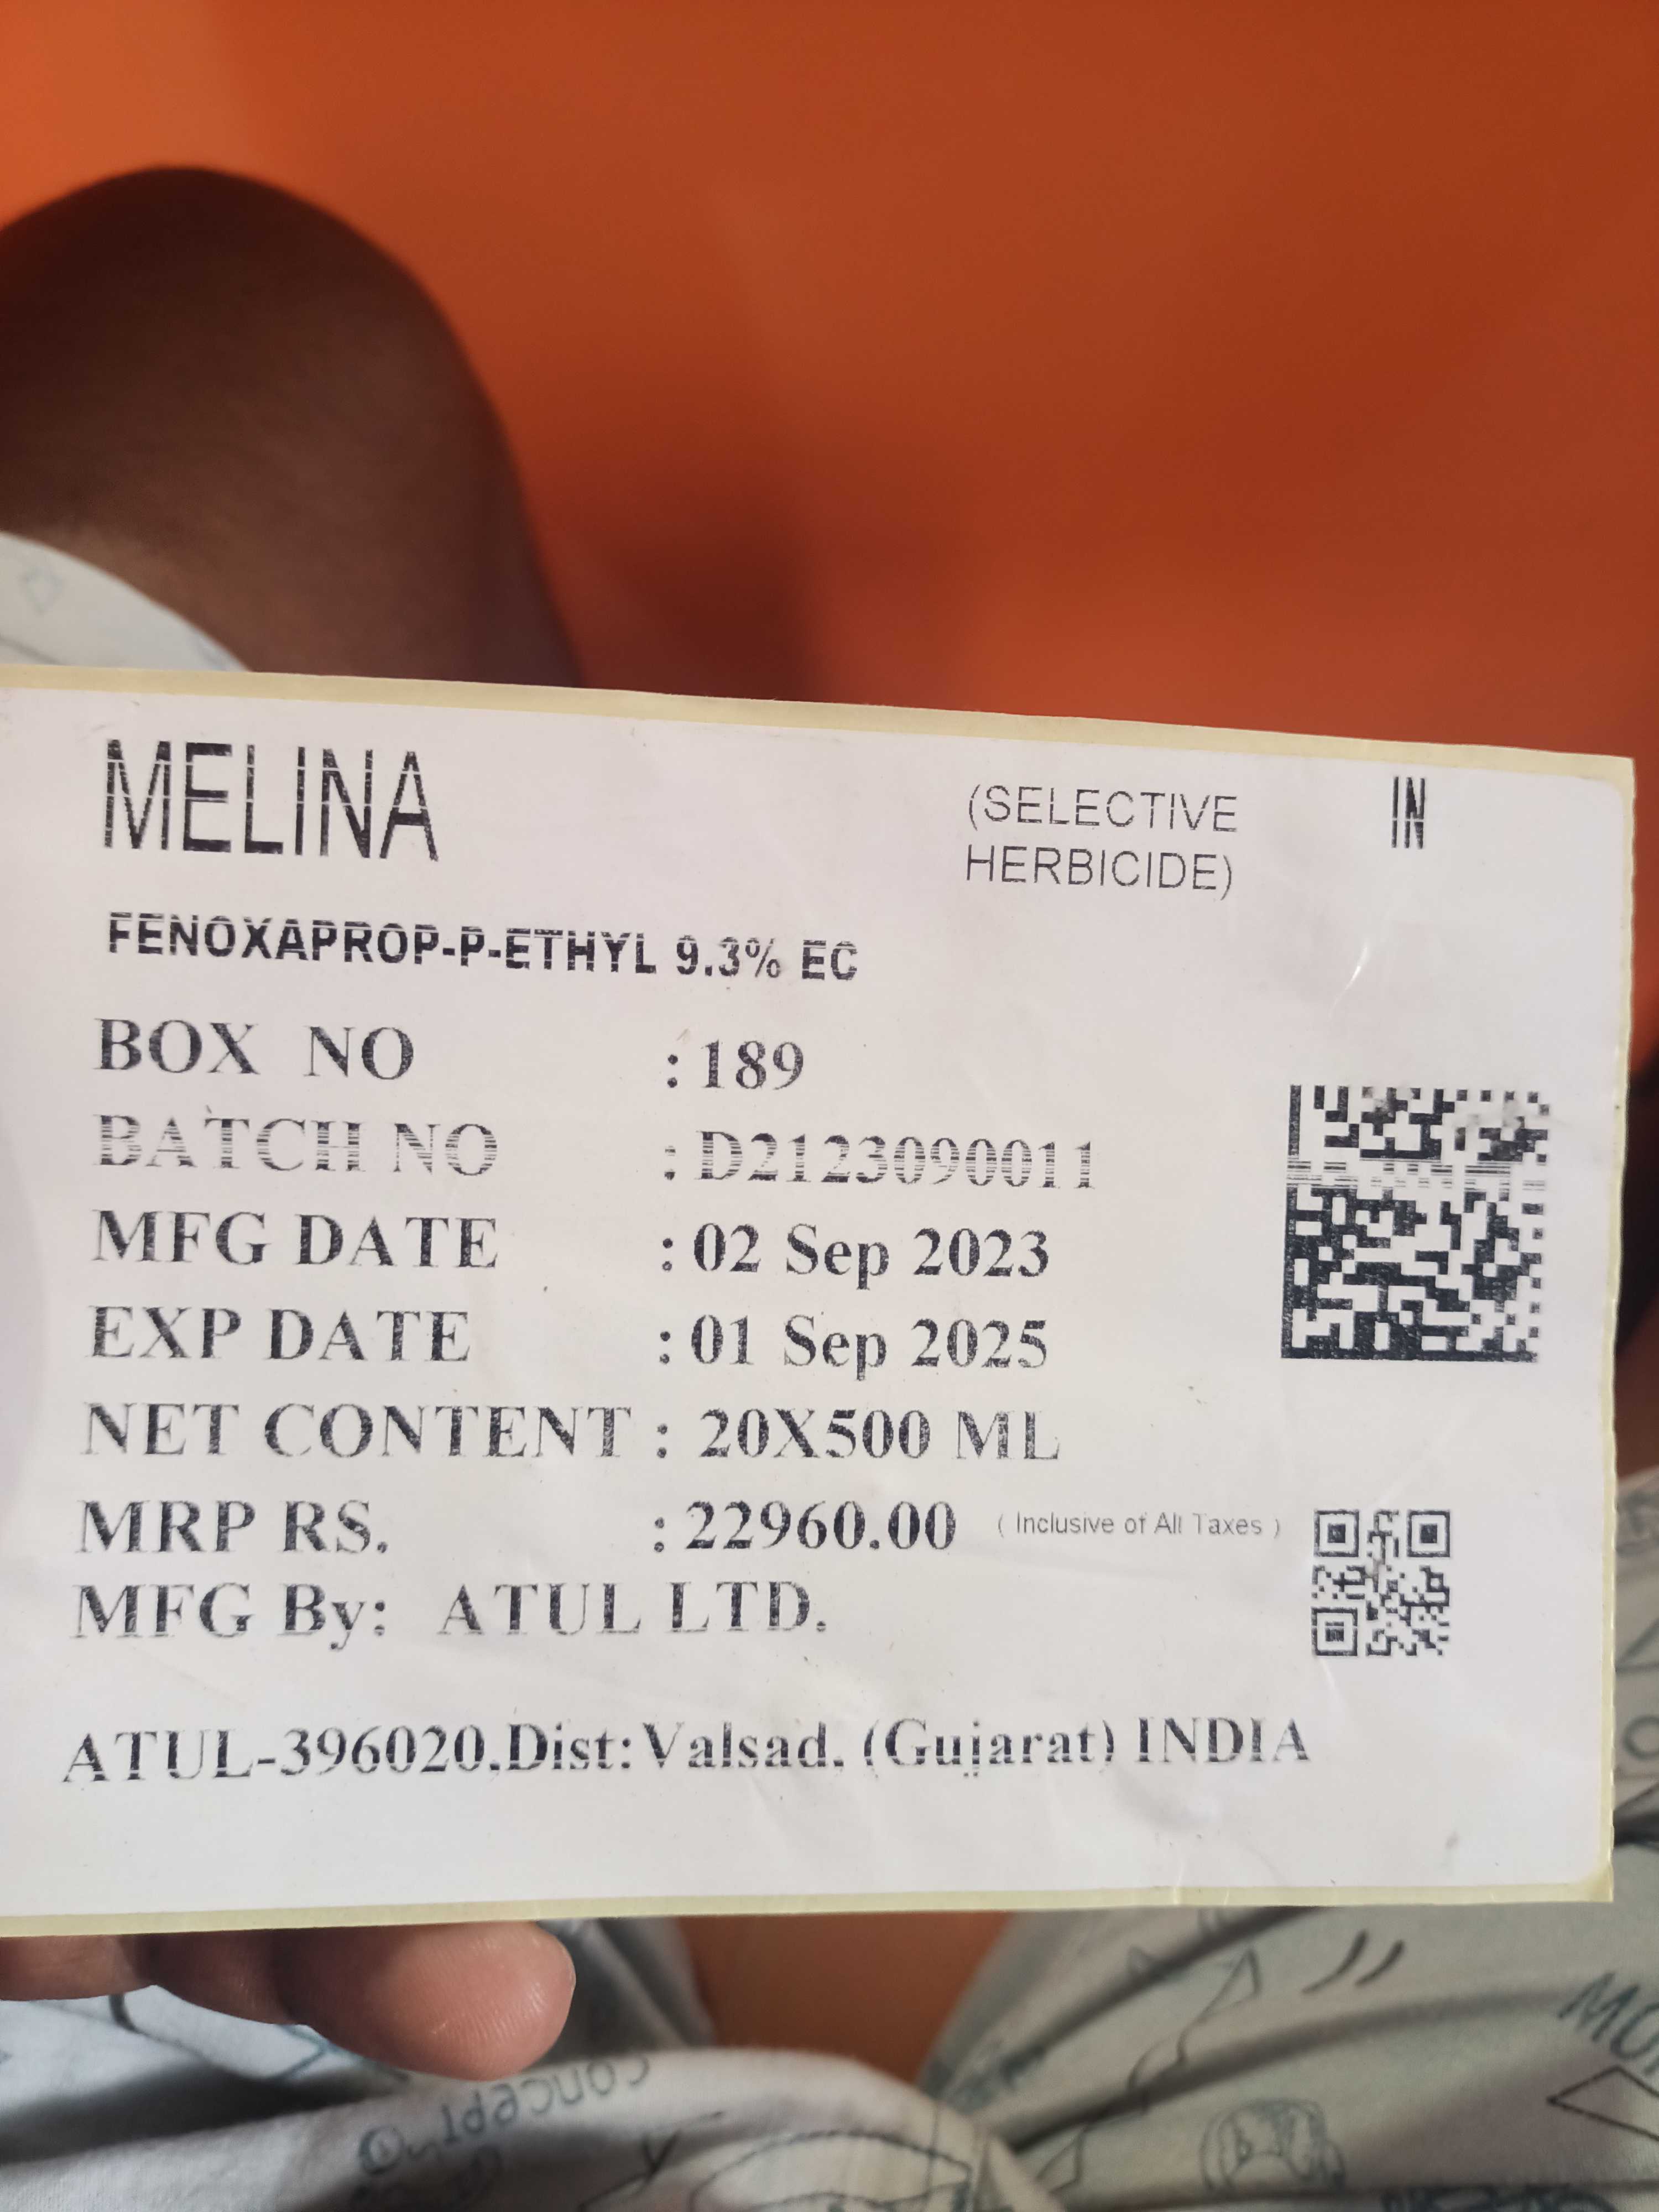 MELINA
(SELECTIVE
HERBICIDE)
IN
FENOXAPROP-P-ETHYL 9.3% EC
BOX NO : 189
BATCH NO : D2123090011
MFG DATE : 02 Sep 2023
EXP DATE : 01 Sep 2025
NET CONTENT : 20X500 ML
MRP RS. : 22960.00 ( Inclusive of All Taxes )
MFG By: ATUL LTD.
ATUL-396020,Dist:Valsad, (Gujarat) INDIA
CONCEPT